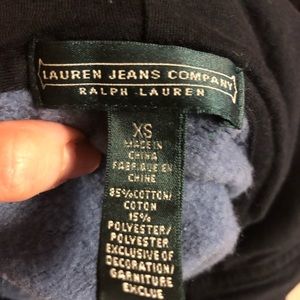 LAUREN JEANS COMPANY
RALPH LAUREN
XS
MADE IN
CHINA
FABRIQUE EN
CHINE
85% COTTON/
COTON
15%
POLYESTER/
POLYESTER
EXCLUSIVE OF
DECORATION/
GARNITURE
EXCLUE